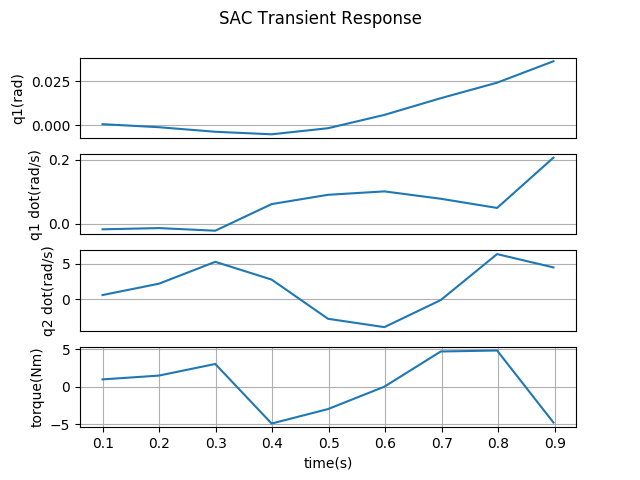 SAC Transient Response
0.025
0.000
q1(rad)
0.2
0.0
q1 dot(rad/s)
5
0
q2 dot(rad/s)
5
0
−5
torque(Nm)
0.1 0.2 0.3 0.4 0.5 0.6 0.7 0.8 0.9
time(s)